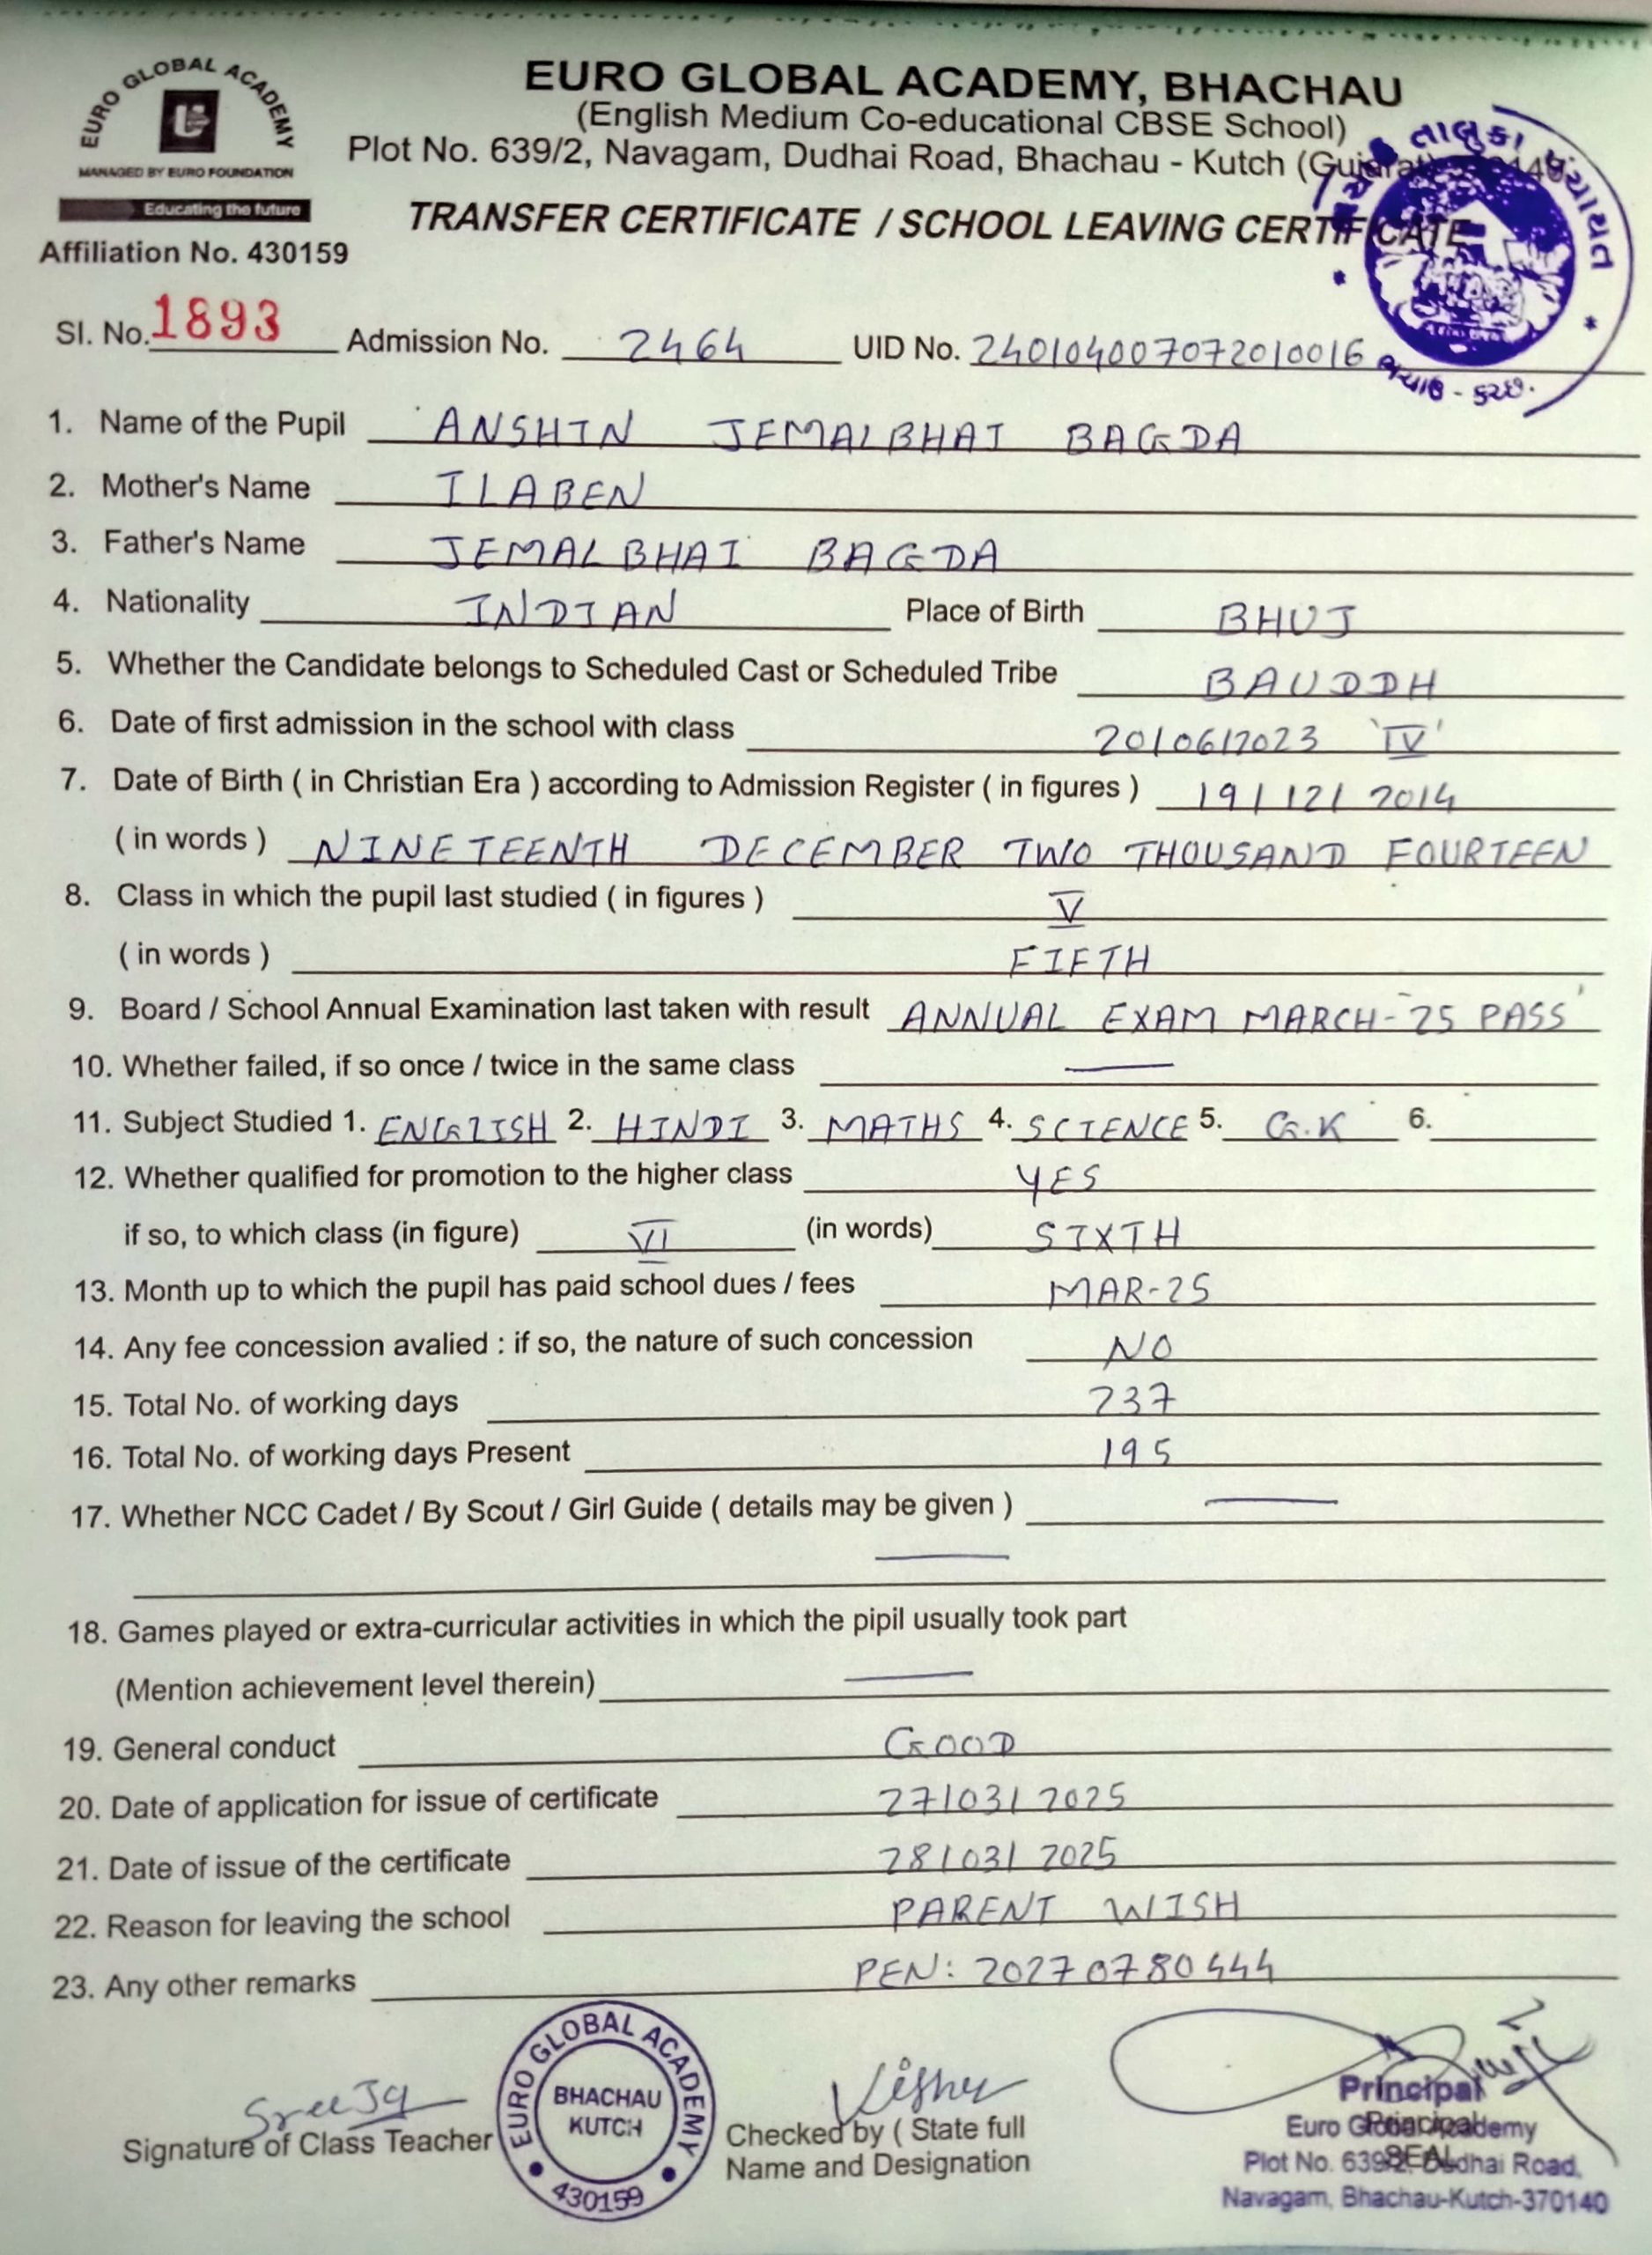 EURO GLOBAL ACADEMY
MANAGED BY EURO FOUNDATION
Educating the future
Affiliation No. 430159
EURO GLOBAL ACADEMY, BHACHAU
(English Medium Co-educational CBSE School)
Plot No. 639/2, Navagam, Dudhai Road, Bhachau - Kutch
TRANSFER CERTIFICATE / SCHOOL LEAVING CERTIFICATE
તાલુકા પંચાયત
ભચાઉ - કચ્છ.
Sl. No. 1893 Admission No. 2464 UID No. 240104007072010016
1. Name of the Pupil ANSHIN JEMALBHAI BAGDA
2. Mother's Name ILABEN
3. Father's Name JEMALBHAI BAGDA
4. Nationality INDIAN Place of Birth BHUJ
5. Whether the Candidate belongs to Scheduled Cast or Scheduled Tribe BAUDDH
6. Date of first admission in the school with class 20/06/2023 'IV'
7. Date of Birth ( in Christian Era ) according to Admission Register ( in figures ) 19/12/2014
( in words ) NINETEENTH DECEMBER TWO THOUSAND FOURTEEN
8. Class in which the pupil last studied ( in figures ) V
( in words ) FIFTH
9. Board / School Annual Examination last taken with result ANNUAL EXAM MARCH-25 PASS
10. Whether failed, if so once / twice in the same class —
11. Subject Studied 1. ENGLISH 2. HINDI 3. MATHS 4. SCIENCE 5. G.K 6.
12. Whether qualified for promotion to the higher class YES
if so, to which class (in figure) VI (in words) SIXTH
13. Month up to which the pupil has paid school dues / fees MAR-25
14. Any fee concession avalied : if so, the nature of such concession NO
15. Total No. of working days 237
16. Total No. of working days Present 195
17. Whether NCC Cadet / By Scout / Girl Guide ( details may be given ) —
—
18. Games played or extra-curricular activities in which the pipil usually took part
(Mention achievement level therein) —
19. General conduct GOOD
20. Date of application for issue of certificate 27/03/2025
21. Date of issue of the certificate 28/03/2025
22. Reason for leaving the school PARENT WISH
23. Any other remarks PEN: 20270780444
SreeJa
Signature of Class Teacher
EURO GLOBAL ACADEMY
BHACHAU
KUTCH
430159
Checked by ( State full
Name and Designation
Principal
Principal
SEAL
Euro Global Academy
Plot No. 639/2, Dudhai Road,
Navagam, Bhachau-Kutch-370140